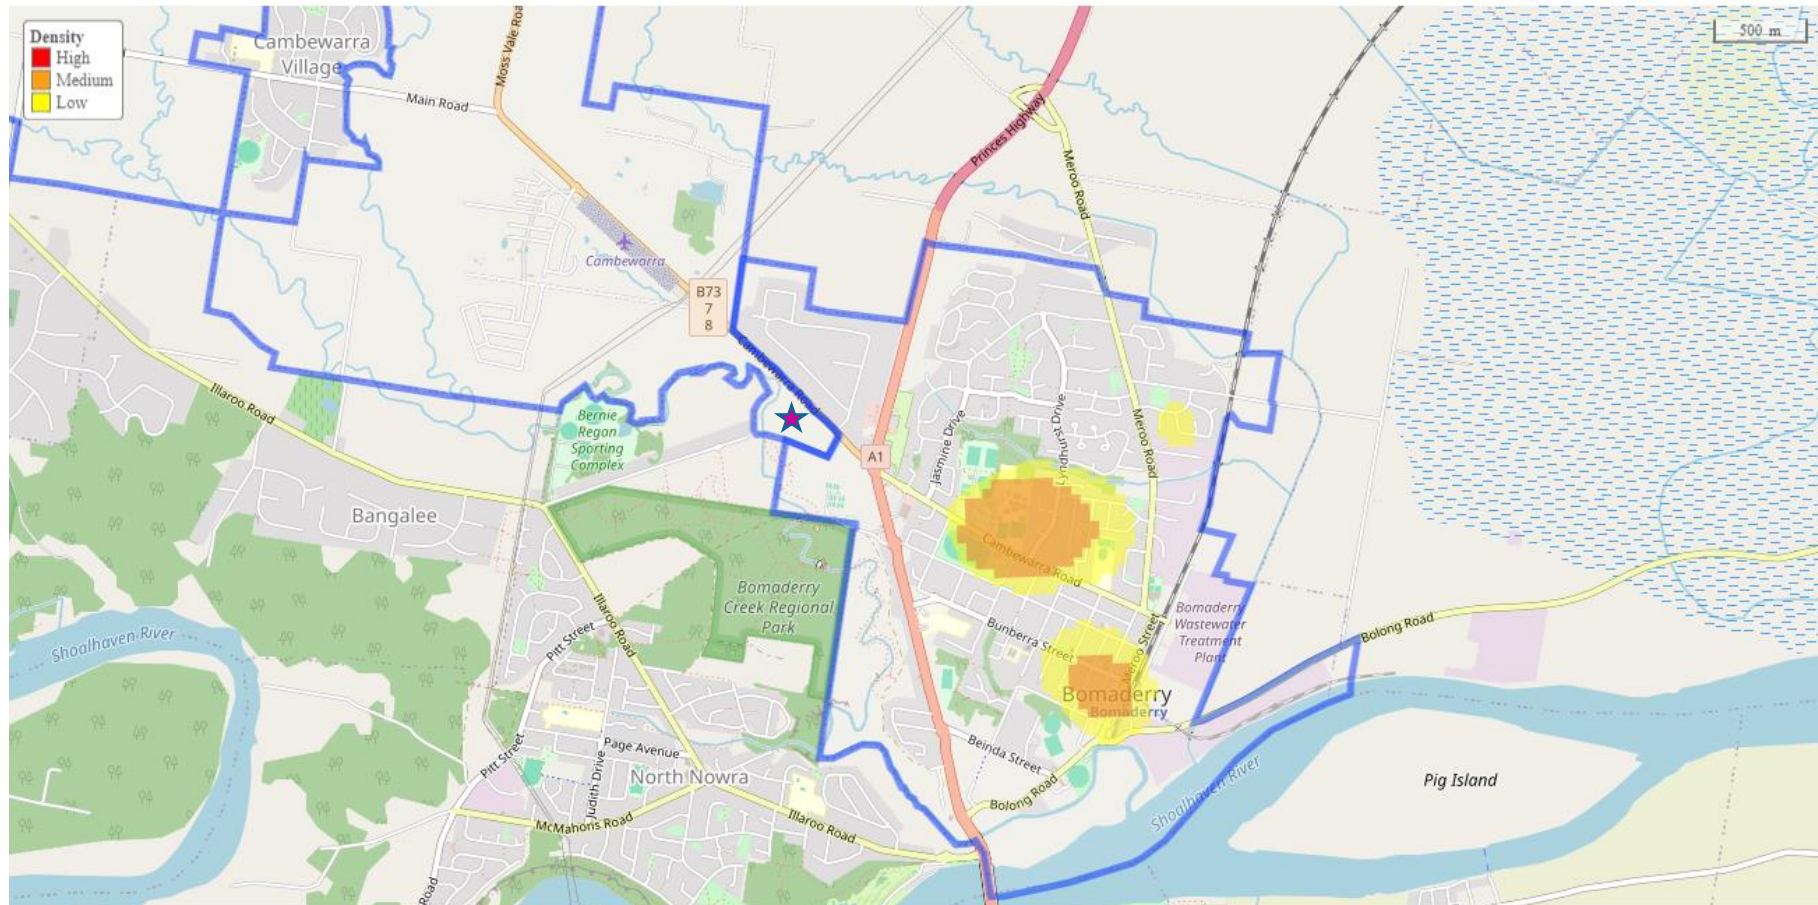 Density
High
Medium
Low
500 m
Cambewarra
Village
Main Road
Moss Vale Roa
Princes Highway
Meroo Road
Cambewarra
B73
7
8
Cambewarra Road
Illaroo Road
Bernie
Regan
Sporting
Complex
A1
Jasmine Drive
Lyndhurst Drive
Meroo Road
Bangalee
Cambewarra Road
Bomaderry
Creek Regional
Park
Illaroo Road
Pitt Street
Bunberra Street
Meroo Street
Bomaderry
Wastewater
Treatment
Plant
Bolong Road
Shoalhaven River
Bomaderry
Bomaderry
Pitt Street
Page Avenue
Judith Drive
North Nowra
Beinda Street
Bolong Road
Shoalhaven River
Pig Island
McMahons Road
Illaroo Road
Road